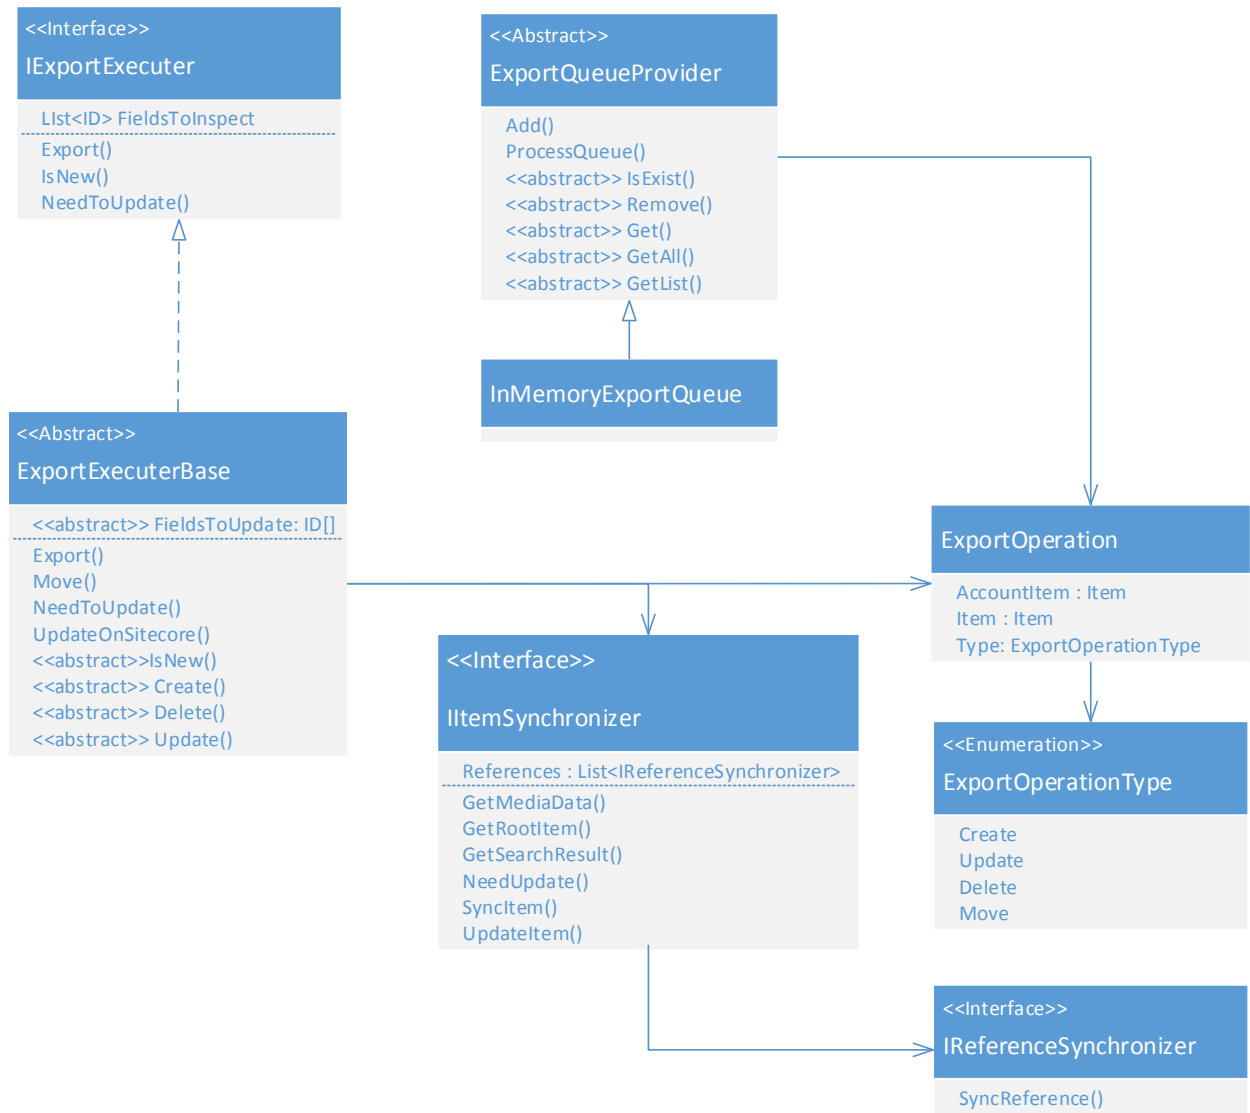 <<Interface>>
IExportExecuter
LIst<ID> FieldsToInspect
Export()
IsNew()
NeedToUpdate()
<<Abstract>>
ExportQueueProvider
Add()
ProcessQueue()
<<abstract>> IsExist()
<<abstract>> Remove()
<<abstract>> Get()
<<abstract>> GetAll()
<<abstract>> GetList()
InMemoryExportQueue
<<Abstract>>
ExportExecuterBase
<<abstract>> FieldsToUpdate: ID[]
Export()
Move()
NeedToUpdate()
UpdateOnSitecore()
<<abstract>>IsNew()
<<abstract>> Create()
<<abstract>> Delete()
<<abstract>> Update()
ExportOperation
AccountItem : Item
Item : Item
Type: ExportOperationType
<<Interface>>
IItemSynchronizer
References : List<IReferenceSynchronizer>
GetMediaData()
GetRootItem()
GetSearchResult()
NeedUpdate()
SyncItem()
UpdateItem()
<<Enumeration>>
ExportOperationType
Create
Update
Delete
Move
<<Interface>>
IReferenceSynchronizer
SyncReference()